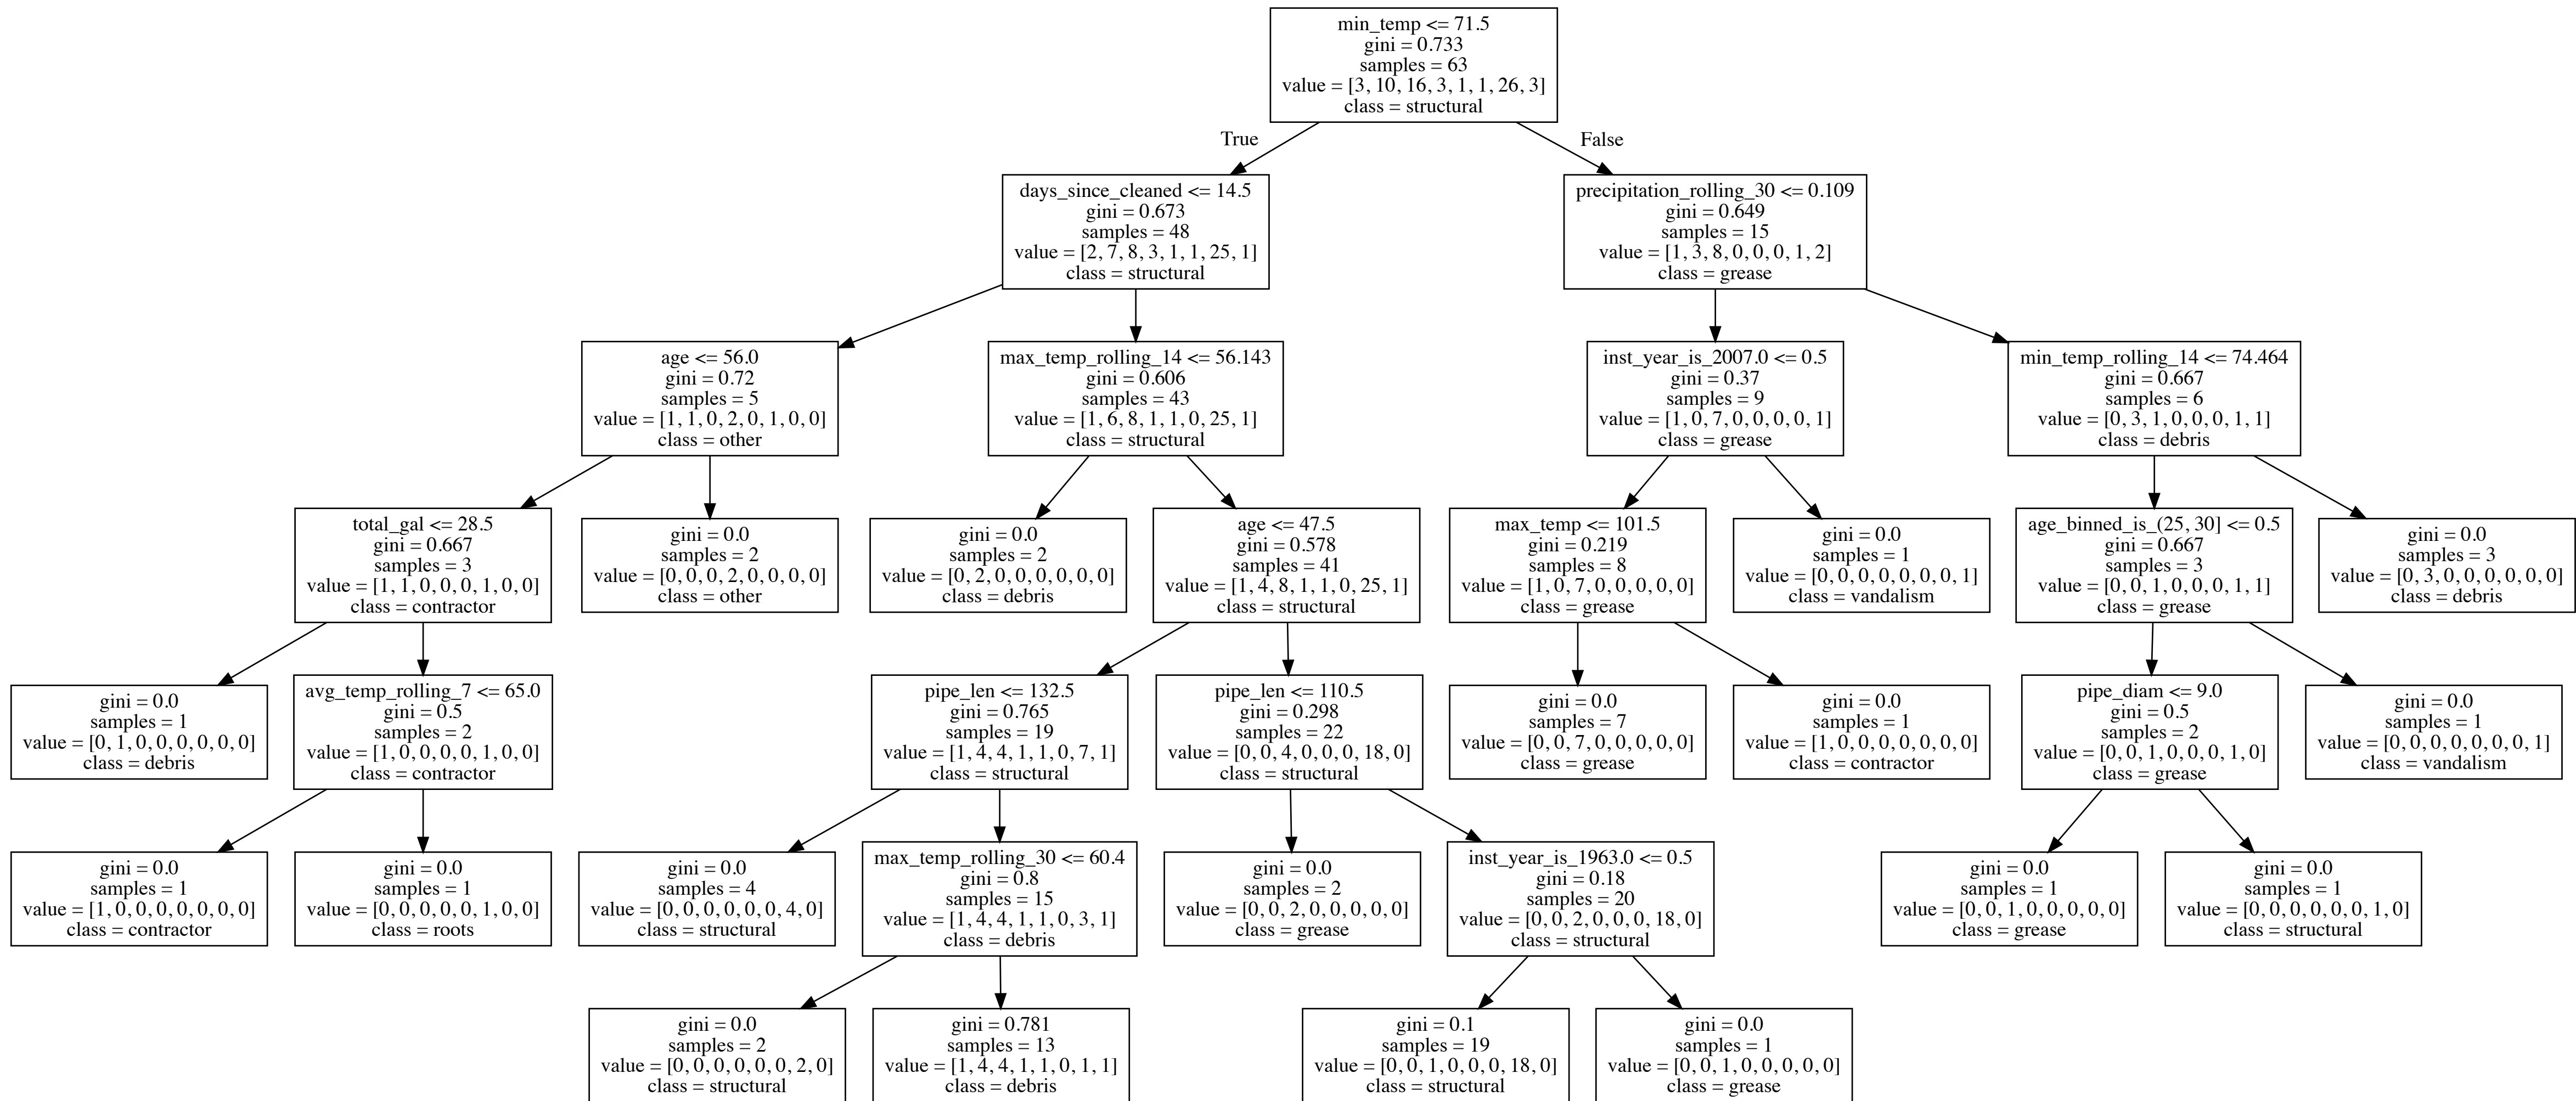 min_temp <= 71.5
gini = 0.733
samples = 63
value = [3, 10, 16, 3, 1, 1, 26, 3]
class = structural
True
False
days_since_cleaned <= 14.5
gini = 0.673
samples = 48
value = [2, 7, 8, 3, 1, 1, 25, 1]
class = structural
precipitation_rolling_30 <= 0.109
gini = 0.649
samples = 15
value = [1, 3, 8, 0, 0, 0, 1, 2]
class = grease
age <= 56.0
gini = 0.72
samples = 5
value = [1, 1, 0, 2, 0, 1, 0, 0]
class = other
max_temp_rolling_14 <= 56.143
gini = 0.606
samples = 43
value = [1, 6, 8, 1, 1, 0, 25, 1]
class = structural
inst_year_is_2007.0 <= 0.5
gini = 0.37
samples = 9
value = [1, 0, 7, 0, 0, 0, 0, 1]
class = grease
min_temp_rolling_14 <= 74.464
gini = 0.667
samples = 6
value = [0, 3, 1, 0, 0, 0, 1, 1]
class = debris
total_gal <= 28.5
gini = 0.667
samples = 3
value = [1, 1, 0, 0, 0, 1, 0, 0]
class = contractor
gini = 0.0
samples = 2
value = [0, 0, 0, 2, 0, 0, 0, 0]
class = other
gini = 0.0
samples = 2
value = [0, 2, 0, 0, 0, 0, 0, 0]
class = debris
age <= 47.5
gini = 0.578
samples = 41
value = [1, 4, 8, 1, 1, 0, 25, 1]
class = structural
max_temp <= 101.5
gini = 0.219
samples = 8
value = [1, 0, 7, 0, 0, 0, 0, 0]
class = grease
gini = 0.0
samples = 1
value = [0, 0, 0, 0, 0, 0, 0, 1]
class = vandalism
age_binned_is_(25, 30] <= 0.5
gini = 0.667
samples = 3
value = [0, 0, 1, 0, 0, 0, 1, 1]
class = grease
gini = 0.0
samples = 3
value = [0, 3, 0, 0, 0, 0, 0, 0]
class = debris
gini = 0.0
samples = 1
value = [0, 1, 0, 0, 0, 0, 0, 0]
class = debris
avg_temp_rolling_7 <= 65.0
gini = 0.5
samples = 2
value = [1, 0, 0, 0, 0, 1, 0, 0]
class = contractor
pipe_len <= 132.5
gini = 0.765
samples = 19
value = [1, 4, 4, 1, 1, 0, 7, 1]
class = structural
pipe_len <= 110.5
gini = 0.298
samples = 22
value = [0, 0, 4, 0, 0, 0, 18, 0]
class = structural
gini = 0.0
samples = 7
value = [0, 0, 7, 0, 0, 0, 0, 0]
class = grease
gini = 0.0
samples = 1
value = [1, 0, 0, 0, 0, 0, 0, 0]
class = contractor
pipe_diam <= 9.0
gini = 0.5
samples = 2
value = [0, 0, 1, 0, 0, 0, 1, 0]
class = grease
gini = 0.0
samples = 1
value = [0, 0, 0, 0, 0, 0, 0, 1]
class = vandalism
gini = 0.0
samples = 1
value = [1, 0, 0, 0, 0, 0, 0, 0]
class = contractor
gini = 0.0
samples = 1
value = [0, 0, 0, 0, 0, 1, 0, 0]
class = roots
gini = 0.0
samples = 4
value = [0, 0, 0, 0, 0, 0, 4, 0]
class = structural
max_temp_rolling_30 <= 60.4
gini = 0.8
samples = 15
value = [1, 4, 4, 1, 1, 0, 3, 1]
class = debris
gini = 0.0
samples = 2
value = [0, 0, 2, 0, 0, 0, 0, 0]
class = grease
inst_year_is_1963.0 <= 0.5
gini = 0.18
samples = 20
value = [0, 0, 2, 0, 0, 0, 18, 0]
class = structural
gini = 0.0
samples = 1
value = [0, 0, 1, 0, 0, 0, 0, 0]
class = grease
gini = 0.0
samples = 1
value = [0, 0, 0, 0, 0, 0, 1, 0]
class = structural
gini = 0.0
samples = 2
value = [0, 0, 0, 0, 0, 0, 2, 0]
class = structural
gini = 0.781
samples = 13
value = [1, 4, 4, 1, 1, 0, 1, 1]
class = debris
gini = 0.1
samples = 19
value = [0, 0, 1, 0, 0, 0, 18, 0]
class = structural
gini = 0.0
samples = 1
value = [0, 0, 1, 0, 0, 0, 0, 0]
class = grease